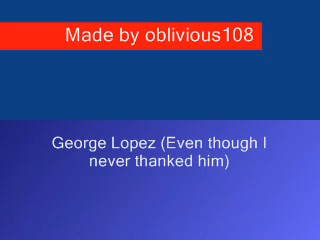 Made by oblivious108
George Lopez (Even though I
never thanked him)